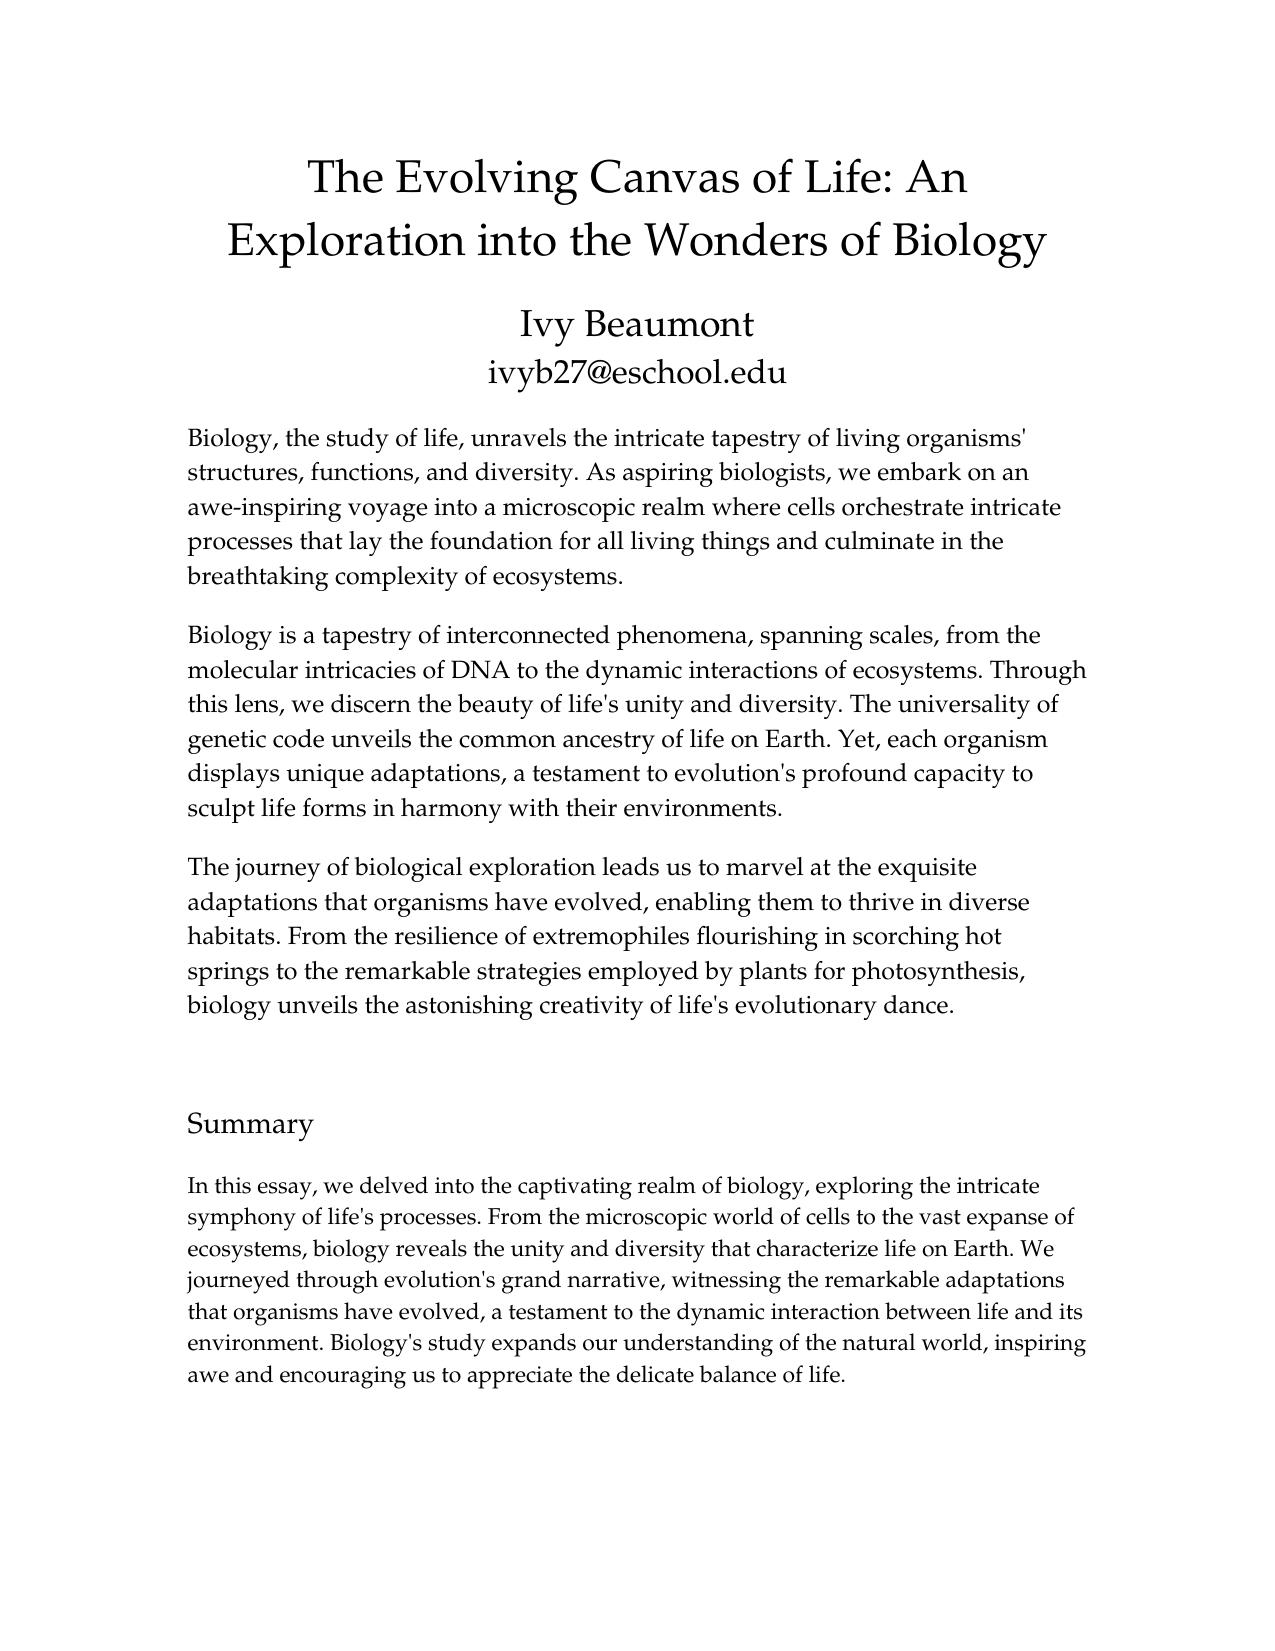 The Evolving Canvas of Life: An
Exploration into the Wonders of Biology
Ivy Beaumont
ivyb27@eschool.edu
Biology, the study of life, unravels the intricate tapestry of living organisms'
structures, functions, and diversity. As aspiring biologists, we embark on an
awe-inspiring voyage into a microscopic realm where cells orchestrate intricate
processes that lay the foundation for all living things and culminate in the
breathtaking complexity of ecosystems.
Biology is a tapestry of interconnected phenomena, spanning scales, from the
molecular intricacies of DNA to the dynamic interactions of ecosystems. Through
this lens, we discern the beauty of life's unity and diversity. The universality of
genetic code unveils the common ancestry of life on Earth. Yet, each organism
displays unique adaptations, a testament to evolution's profound capacity to
sculpt life forms in harmony with their environments.
The journey of biological exploration leads us to marvel at the exquisite
adaptations that organisms have evolved, enabling them to thrive in diverse
habitats. From the resilience of extremophiles flourishing in scorching hot
springs to the remarkable strategies employed by plants for photosynthesis,
biology unveils the astonishing creativity of life's evolutionary dance.
Summary
In this essay, we delved into the captivating realm of biology, exploring the intricate
symphony of life's processes. From the microscopic world of cells to the vast expanse of
ecosystems, biology reveals the unity and diversity that characterize life on Earth. We
journeyed through evolution's grand narrative, witnessing the remarkable adaptations
that organisms have evolved, a testament to the dynamic interaction between life and its
environment. Biology's study expands our understanding of the natural world, inspiring
awe and encouraging us to appreciate the delicate balance of life.